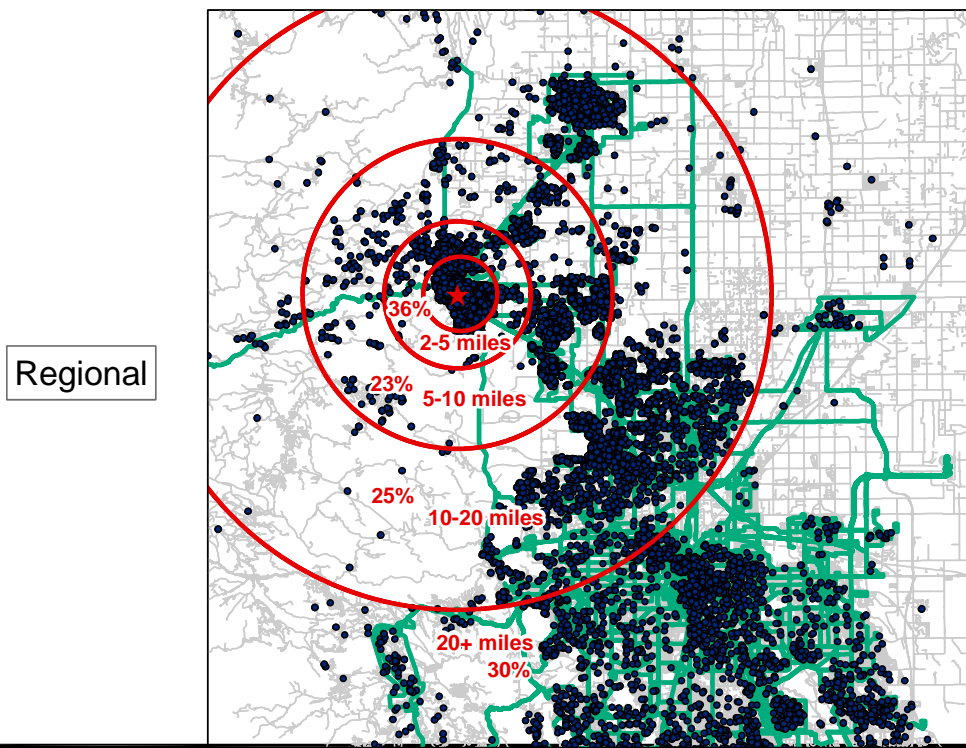 Regional
36%
2-5 miles
23%
5-10 miles
25%
10-20 miles
20+ miles
30%